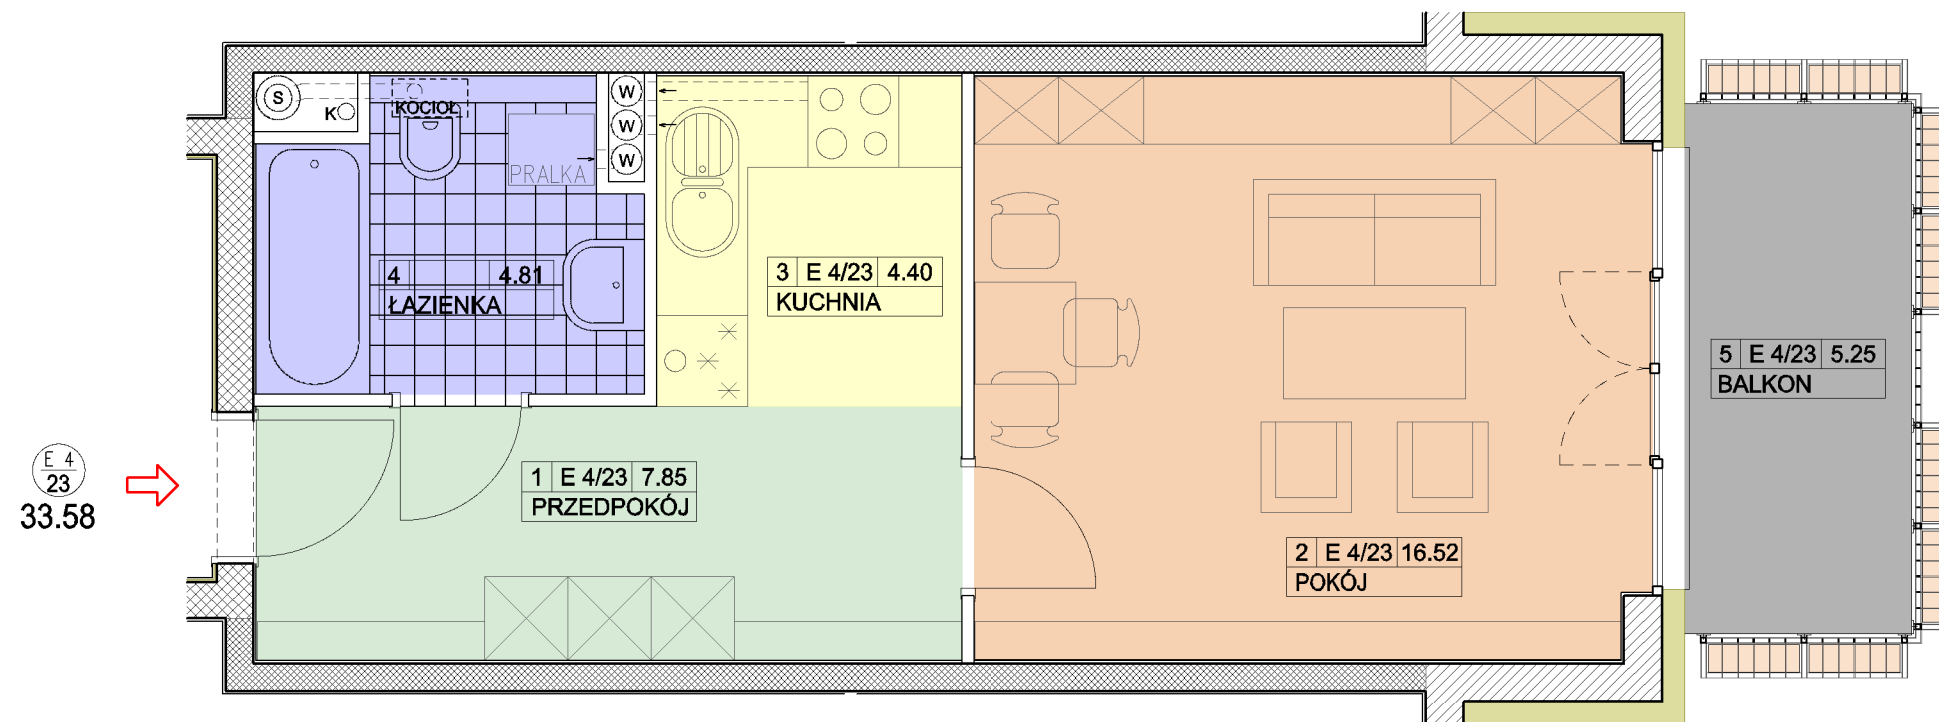 S
K
KOCIOŁ
W
W
W
PRALKA
4 4.81
ŁAZIENKA
3 E 4/23 4.40
KUCHNIA
5 E 4/23 5.25
BALKON
E 4
23
33.58
1 E 4/23 7.85
PRZEDPOKÓJ
2 E 4/23 16.52
POKÓJ